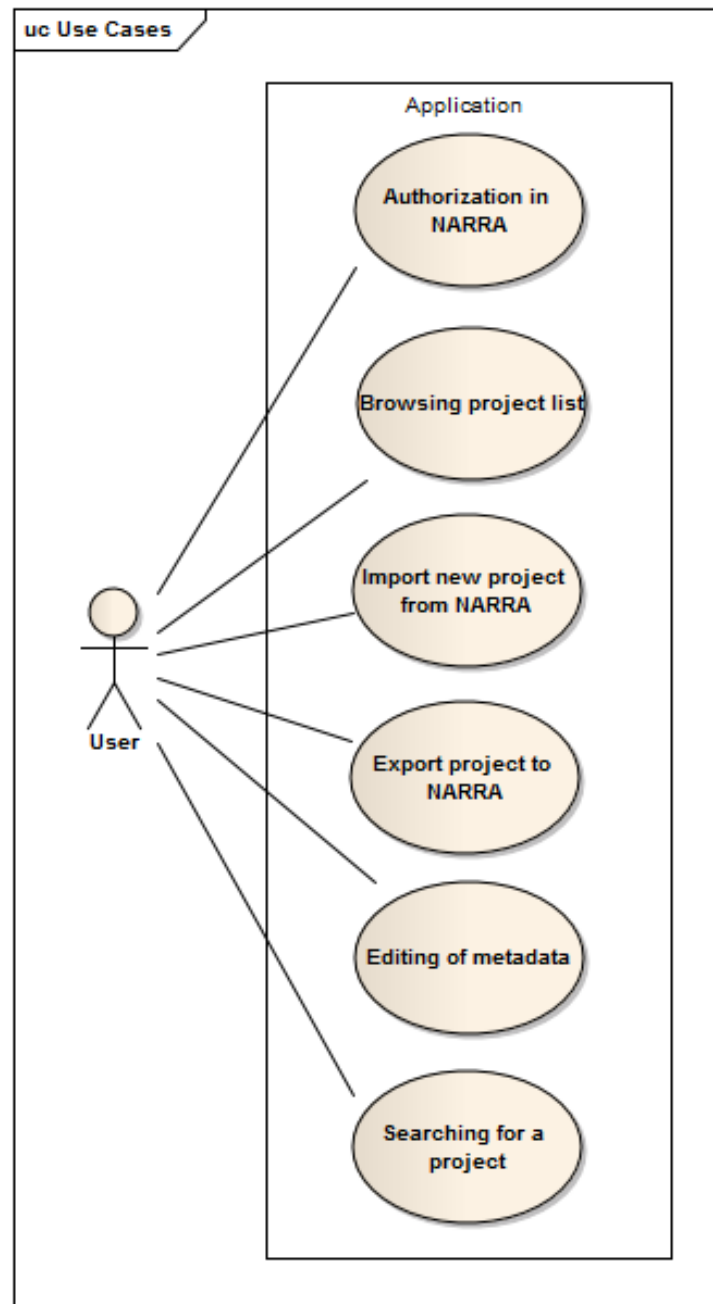 uc Use Cases
Application
Authorization in
NARRA
Browsing project list
Import new project
from NARRA
User
Export project to
NARRA
Editing of metadata
Searching for a
project